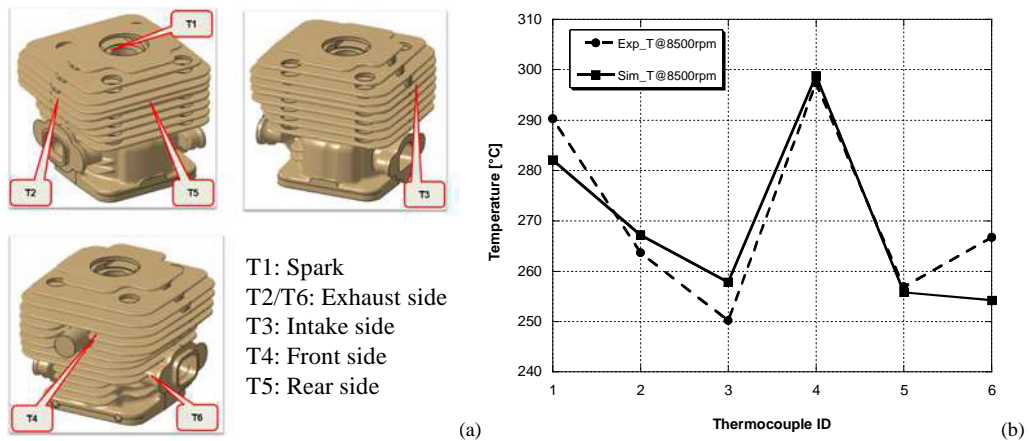 T1
T2
T5
T3
T4
T6
T1: Spark
T2/T6: Exhaust side
T3: Intake side
T4: Front side
T5: Rear side
(a)
Exp_T@8500rpm
Sim_T@8500rpm
Temperature [°C]
310
300
290
280
270
260
250
240
1 2 3 4 5 6
Thermocouple ID
(b)